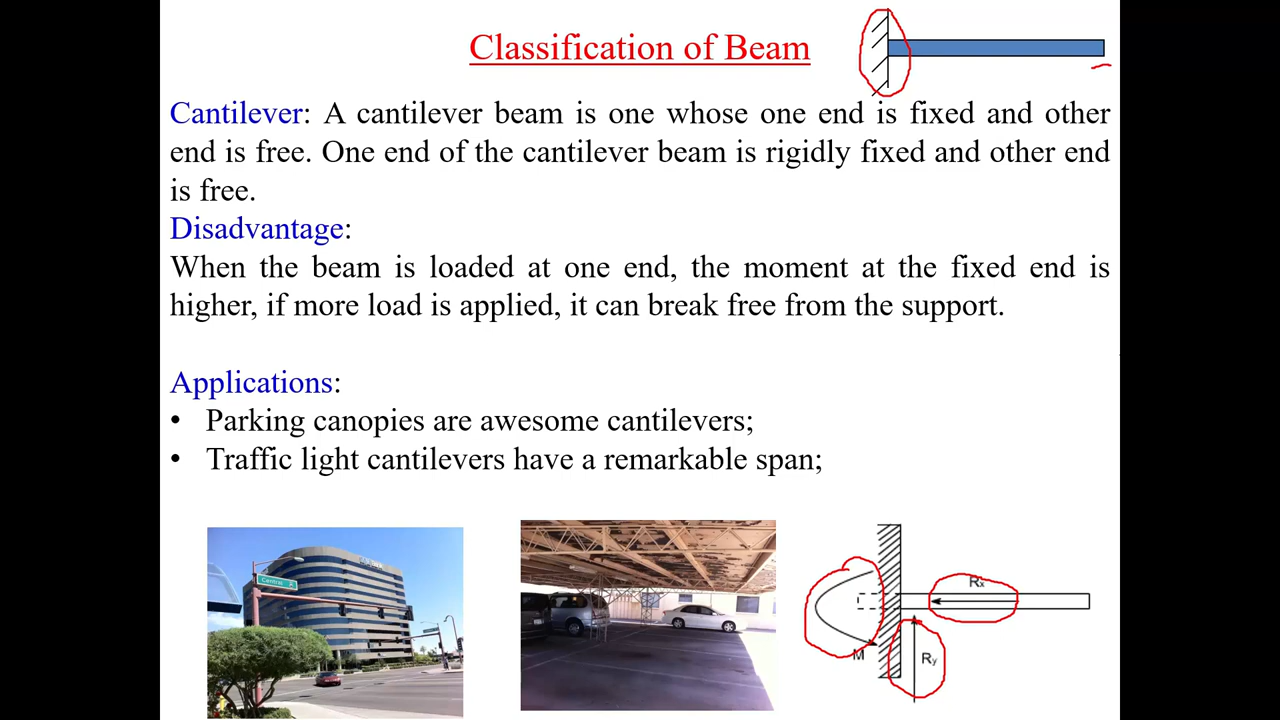 Classification of Beam
Cantilever: A cantilever beam is one whose one end is fixed and other
end is free. One end of the cantilever beam is rigidly fixed and other end
is free.
Disadvantage:
When the beam is loaded at one end, the moment at the fixed end is
higher, if more load is applied, it can break free from the support.
Applications:
• Parking canopies are awesome cantilevers;
• Traffic light cantilevers have a remarkable span;
Central
Rx
M
Ry